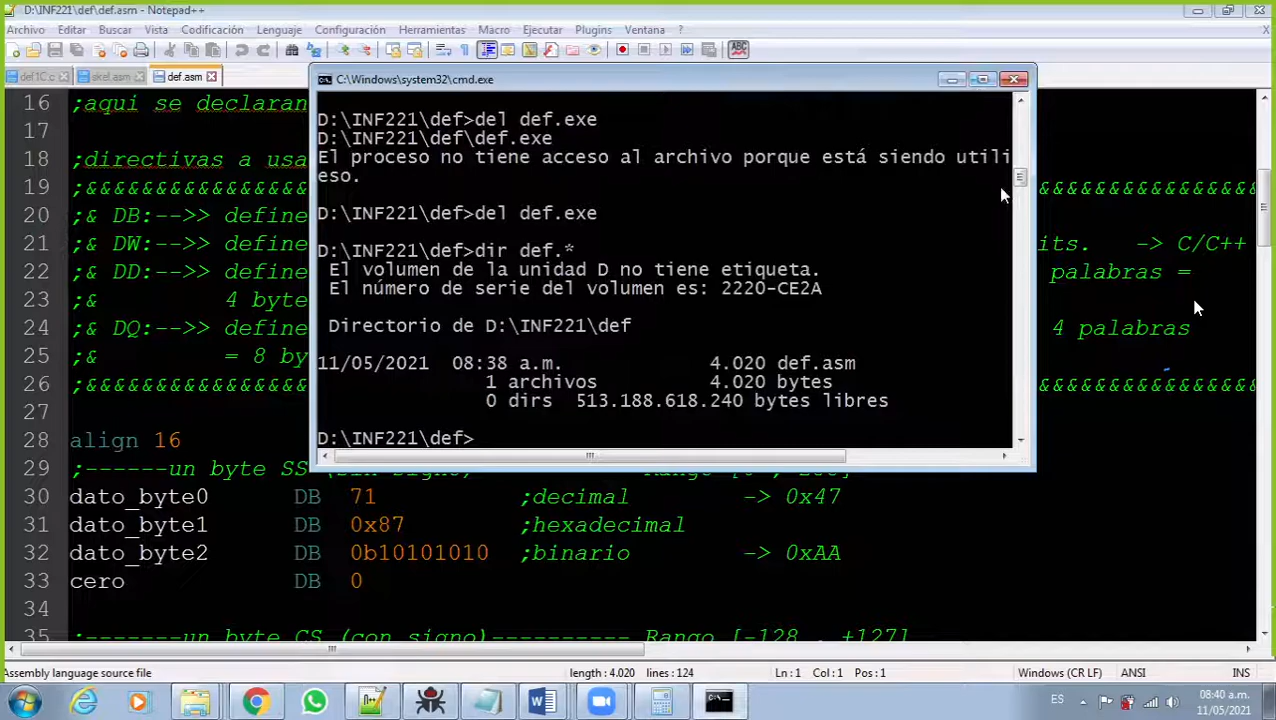 D:\INF221\def\def.asm - Notepad++
Archivo Editar Buscar Vista Codificación Lenguaje Configuración Herramientas Macro Ejecutar Plugins Ventana ?
X
ABC
def1C.c
skel.asm
def.asm
C:\Windows\system32\cmd.exe
D:\INF221\def>del def.exe
D:\INF221\def\def.exe
El proceso no tiene acceso al archivo porque está siendo utili
eso.
D:\INF221\def>del def.exe
D:\INF221\def>dir def.*
El volumen de la unidad D no tiene etiqueta.
El número de serie del volumen es: 2220-CE2A
Directorio de D:\INF221\def
11/05/2021 08:38 a.m. 4.020 def.asm
1 archivos 4.020 bytes
0 dirs 513.188.618.240 bytes libres
D:\INF221\def>
16 ;aqui se declaran
17
18 ;directivas a usa
19 ;&&&&&&&&&&&&&&&&
20 ;& DB:-->> define
21 ;& DW:-->> define its. -> C/C++
22 ;& DD:-->> define palabras =
23 ;& 4 byte
24 ;& DQ:-->> define 4 palabras
25 ;& = 8 by
26 ;&&&&&&&&&&&&&&&&
27
28 align 16
29 ;------un byte SS
30 dato_byte0 DB 71 ;decimal -> 0x47
31 dato_byte1 DB 0x87 ;hexadecimal
32 dato_byte2 DB 0b10101010 ;binario -> 0xAA
33 cero DB 0
34
35 ;-------un byte CS (con signo)---------- Rango [-128 , +127]
Assembly language source file length : 4.020 lines : 124 Ln : 1 Col : 1 Pos : 1 Windows (CR LF) ANSI INS
ES
08:40 a.m.
11/05/2021